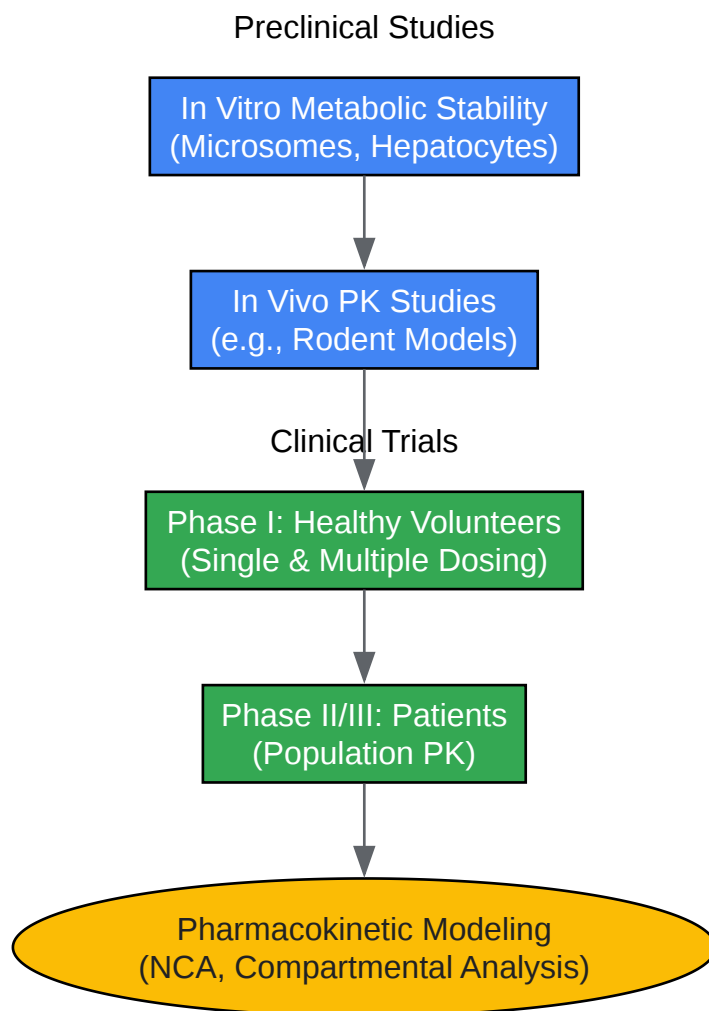 Preclinical Studies
In Vitro Metabolic Stability
(Microsomes, Hepatocytes)
In Vivo PK Studies
(e.g., Rodent Models)
Clinical Trials
Phase I: Healthy Volunteers
(Single & Multiple Dosing)
Phase II/III: Patients
(Population PK)
Pharmacokinetic Modeling
(NCA, Compartmental Analysis)